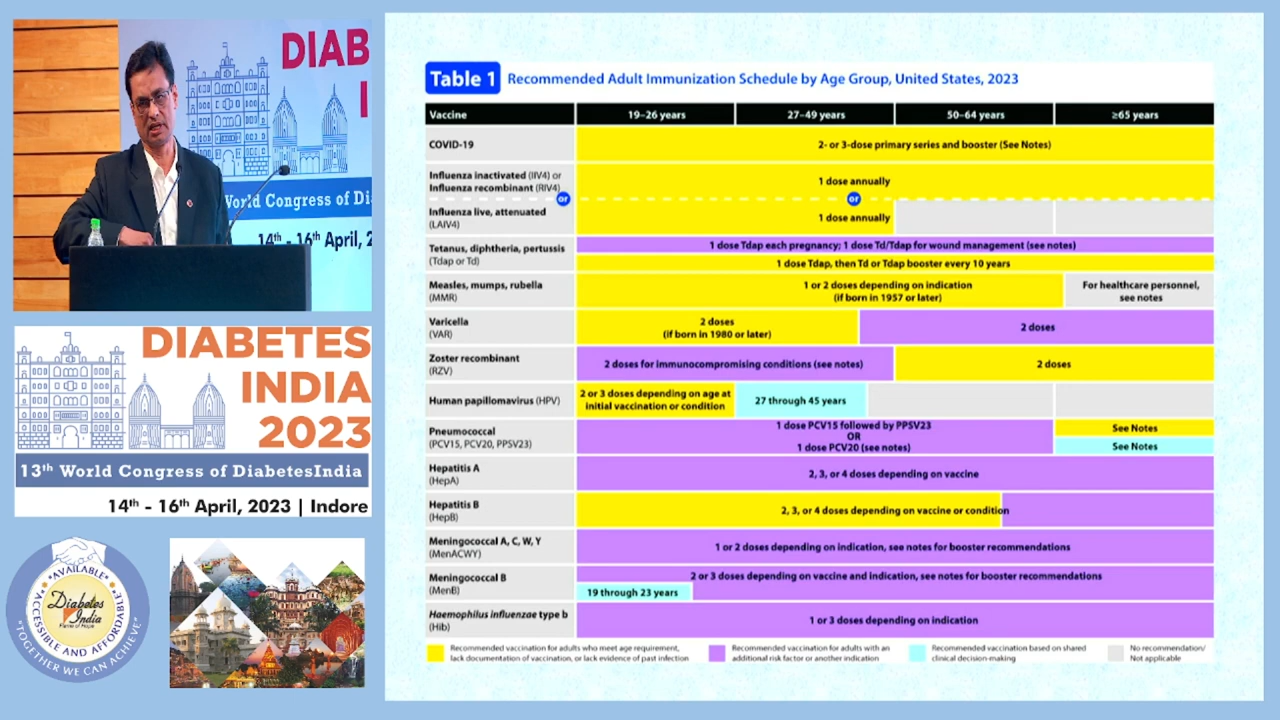 DIAB
I
World Congress of Di
14th - 16th April, 2
DIABETES
INDIA
2023
13th World Congress of DiabetesIndia
14th - 16th April, 2023 | Indore
"AVAILABLE"
"ACCESSIBLE AND AFFORDABLE"
Diabetes
India
"TOGETHER WE CAN ACHIEVE"
Table 1 Recommended Adult Immunization Schedule by Age Group, United States, 2023
Vaccine 19–26 years 27–49 years 50–64 years ≥65 years
COVID-19 2- or 3-dose primary series and booster (See Notes)
Influenza inactivated (IIV4) or
Influenza recombinant (RIV4) 1 dose annually
or or
Influenza live, attenuated
(LAIV4) 1 dose annually
Tetanus, diphtheria, pertussis
(Tdap or Td) 1 dose Tdap each pregnancy; 1 dose Td/Tdap for wound management (see notes)
1 dose Tdap, then Td or Tdap booster every 10 years
Measles, mumps, rubella
(MMR) 1 or 2 doses depending on indication
(if born in 1957 or later)
For healthcare personnel,
see notes
Varicella
(VAR) 2 doses
(if born in 1980 or later)
2 doses
Zoster recombinant
(RZV) 2 doses for immunocompromising conditions (see notes) 2 doses
Human papillomavirus (HPV) 2 or 3 doses depending on age at
initial vaccination or condition
27 through 45 years
Pneumococcal
(PCV15, PCV20, PPSV23) 1 dose PCV15 followed by PPSV23
OR
1 dose PCV20 (see notes)
See Notes
See Notes
Hepatitis A
(HepA) 2, 3, or 4 doses depending on vaccine
Hepatitis B
(HepB) 2, 3, or 4 doses depending on vaccine or condition
Meningococcal A, C, W, Y
(MenACWY) 1 or 2 doses depending on indication, see notes for booster recommendations
Meningococcal B
(MenB) 2 or 3 doses depending on vaccine and indication, see notes for booster recommendations
19 through 23 years
Haemophilus influenzae type b
(Hib) 1 or 3 doses depending on indication
Recommended vaccination for adults who meet age requirement,
lack documentation of vaccination, or lack evidence of past infection
Recommended vaccination for adults with an
additional risk factor or another indication
Recommended vaccination based on shared
clinical decision-making
No recommendation/
Not applicable